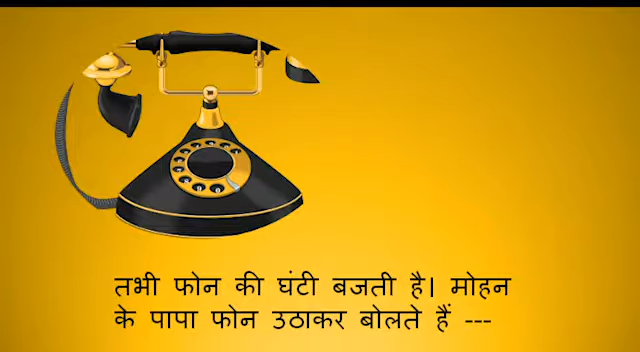 तभी फोन की घंटी बजती है। मोहन
के पापा फोन उठाकर बोलते हैं ---